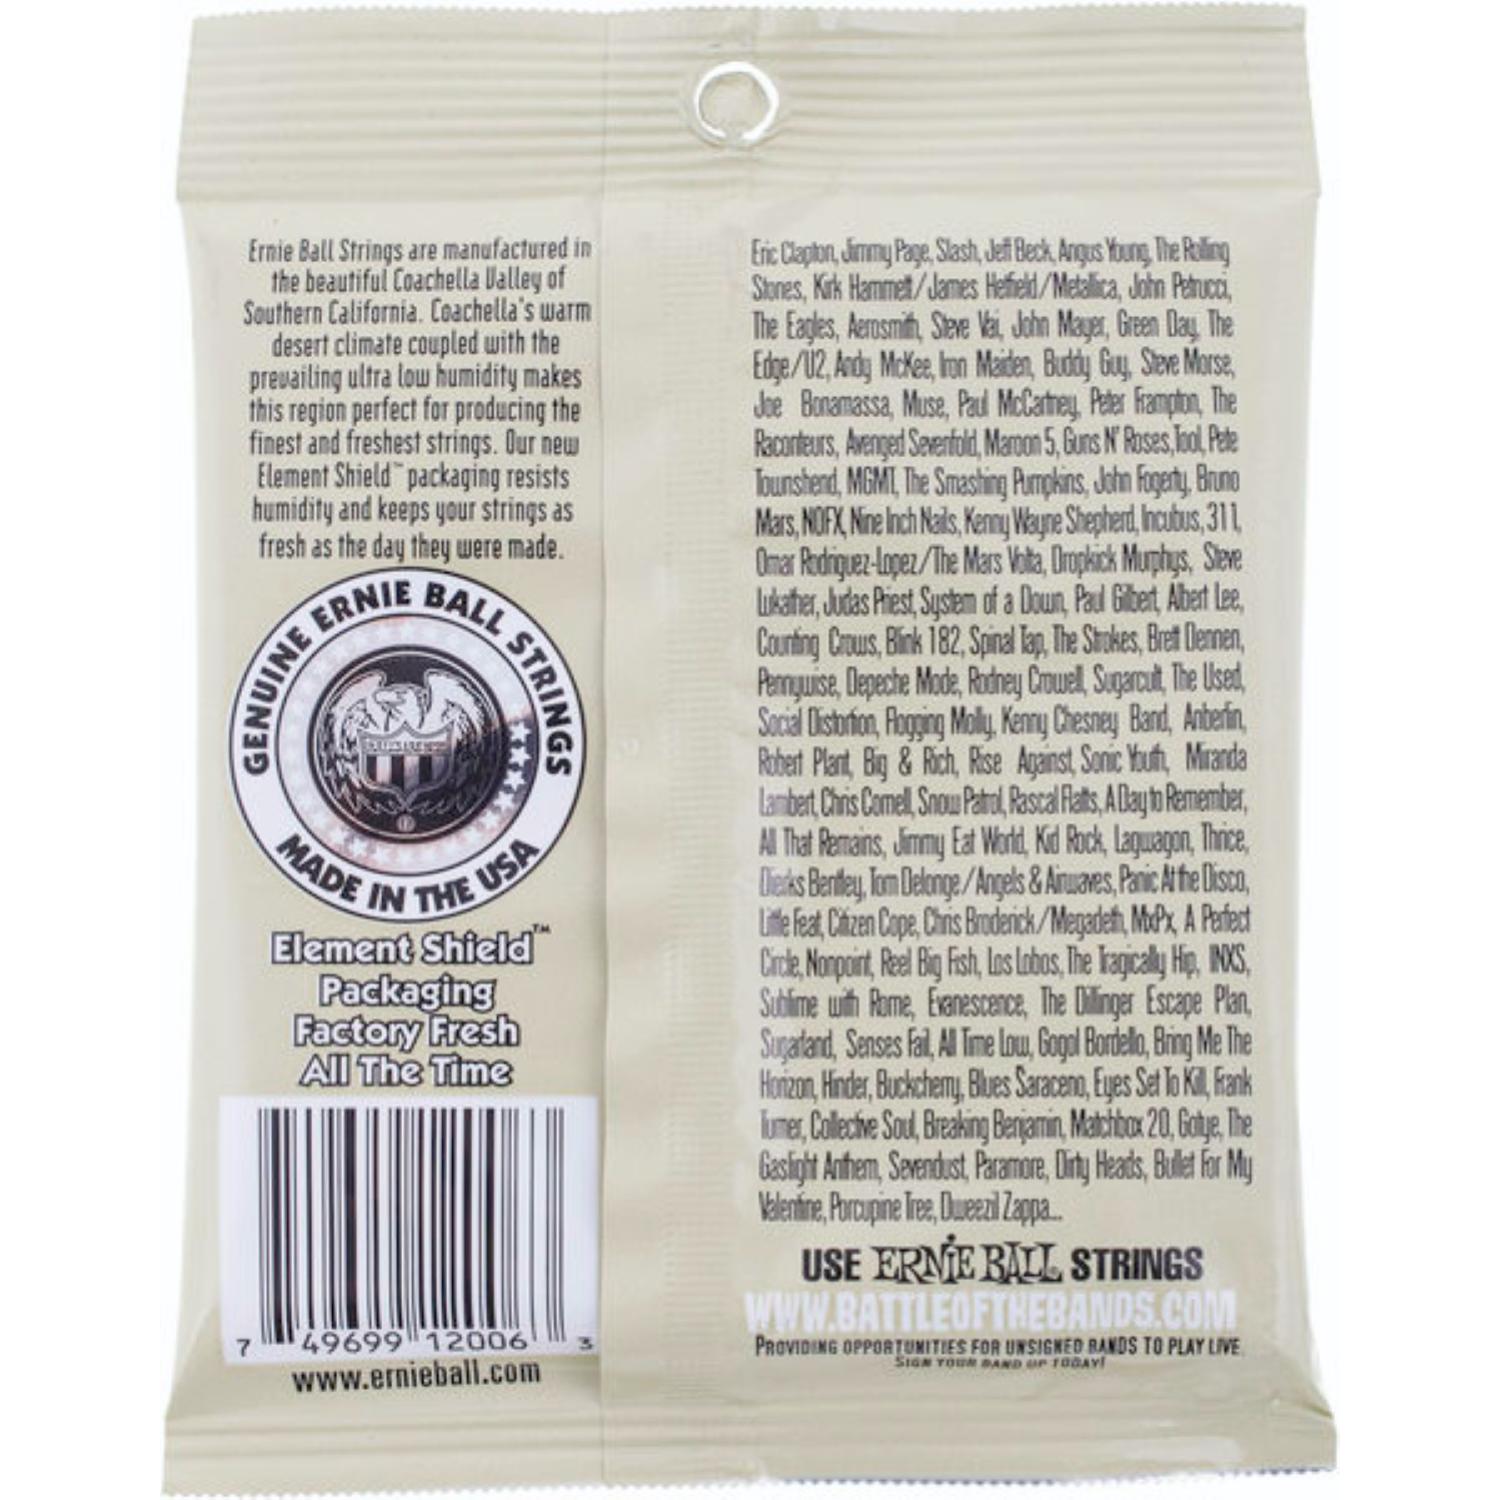 Ernie Ball Strings are manufactured in
the beautiful Coachella Valley of
Southern California. Coachella's warm
desert climate coupled with the
prevailing ultra low humidity makes
this region perfect for producing the
finest and freshest strings. Our new
Element Shield™ packaging resists
humidity and keeps your strings as
fresh as the day they were made.
GENUINE ERNIE BALL STRINGS
MADE IN THE USA
Element Shield™
Packaging
Factory Fresh
All The Time
7 49699 12006 3
www.ernieball.com
Eric Clapton, Jimmy Page, Slash, Jeff Beck, Angus Young, The Rolling
Stones, Kirk Hammett/James Hetfield/Metallica, John Petrucci,
The Eagles, Aerosmith, Steve Vai, John Mayer, Green Day, The
Edge/U2, Andy McKee, Iron Maiden, Buddy Guy, Steve Morse,
Joe Bonamassa, Muse, Paul McCartney, Peter Frampton, The
Raconteurs, Avenged Sevenfold, Maroon 5, Guns N' Roses, Tool, Pete
Townshend, MGMT, The Smashing Pumpkins, John Fogerty, Bruno
Mars, NOFX, Nine Inch Nails, Kenny Wayne Shepherd, Incubus, 311,
Omar Rodriguez-Lopez/The Mars Volta, Dropkick Murphys, Steve
Lukather, Judas Priest, System of a Down, Paul Gilbert, Albert Lee,
Counting Crows, Blink 182, Spinal Tap, The Strokes, Brett Dennen,
Pennywise, Depeche Mode, Rodney Crowell, Sugarcult, The Used,
Social Distortion, Flogging Molly, Kenny Chesney Band, Anberlin,
Robert Plant, Big & Rich, Rise Against, Sonic Youth, Miranda
Lambert, Chris Cornell, Snow Patrol, Rascal Flatts, A Day to Remember,
All That Remains, Jimmy Eat World, Kid Rock, Lagwagon, Thrice,
Dierks Bentley, Tom Delonge/Angels & Airwaves, Panic At the Disco,
Little Feat, Citizen Cope, Chris Broderick/Megadeth, MxPx, A Perfect
Circle, Nonpoint, Reel Big Fish, Los Lobos, The Tragically Hip, INXS,
Sublime with Rome, Evanescence, The Dillinger Escape Plan,
Sugarland, Senses Fail, All Time Low, Gogol Bordello, Bring Me The
Horizon, Hinder, Buckcherry, Blues Saraceno, Eyes Set To Kill, Frank
Turner, Collective Soul, Breaking Benjamin, Matchbox 20, Gotye, The
Gaslight Anthem, Sevendust, Paramore, Dirty Heads, Bullet For My
Valentine, Porcupine Tree, Dweezil Zappa...
USE ERNIE BALL® STRINGS
WWW.BATTLEOFTHEBANDS.COM
PROVIDING OPPORTUNITIES FOR UNSIGNED BANDS TO PLAY LIVE.
SIGN YOUR BAND UP TODAY!